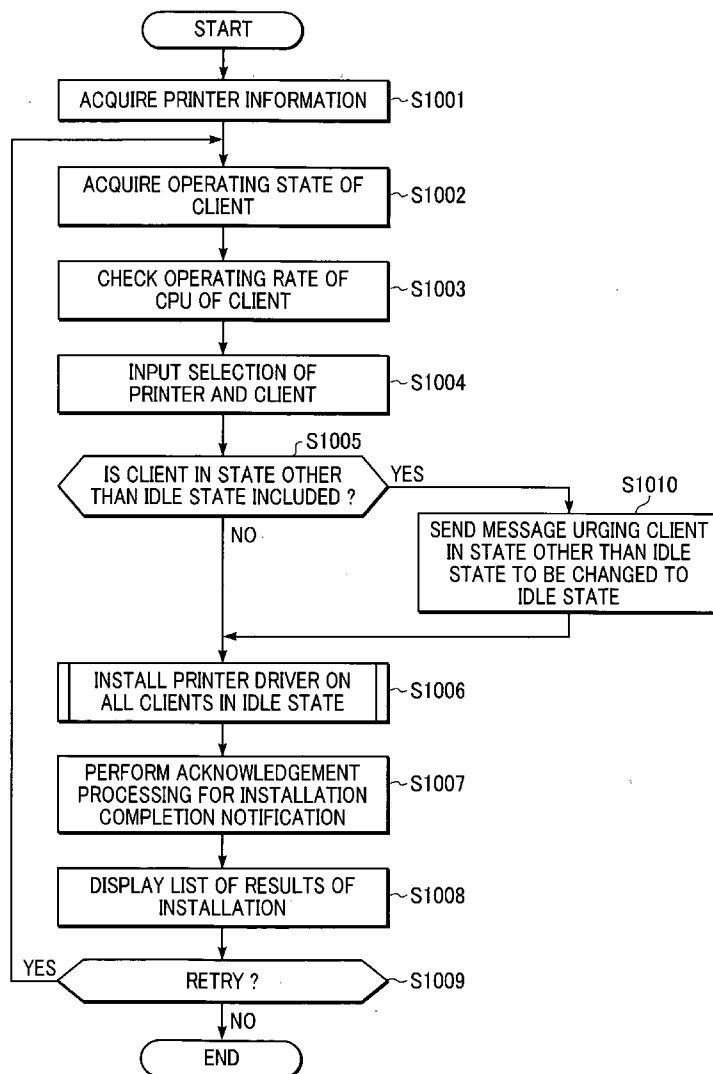 START
ACQUIRE PRINTER INFORMATION
S1001
ACQUIRE OPERATING STATE OF
CLIENT
S1002
CHECK OPERATING RATE OF
CPU OF CLIENT
S1003
INPUT SELECTION OF
PRINTER AND CLIENT
S1004
S1005
IS CLIENT IN STATE OTHER
THAN IDLE STATE INCLUDED ?
YES
NO
S1010
SEND MESSAGE URGING CLIENT
IN STATE OTHER THAN IDLE
STATE TO BE CHANGED TO
IDLE STATE
INSTALL PRINTER DRIVER ON
ALL CLIENTS IN IDLE STATE
S1006
PERFORM ACKNOWLEDGEMENT
PROCESSING FOR INSTALLATION
COMPLETION NOTIFICATION
S1007
DISPLAY LIST OF RESULTS OF
INSTALLATION
S1008
YES
RETRY ?
S1009
NO
END